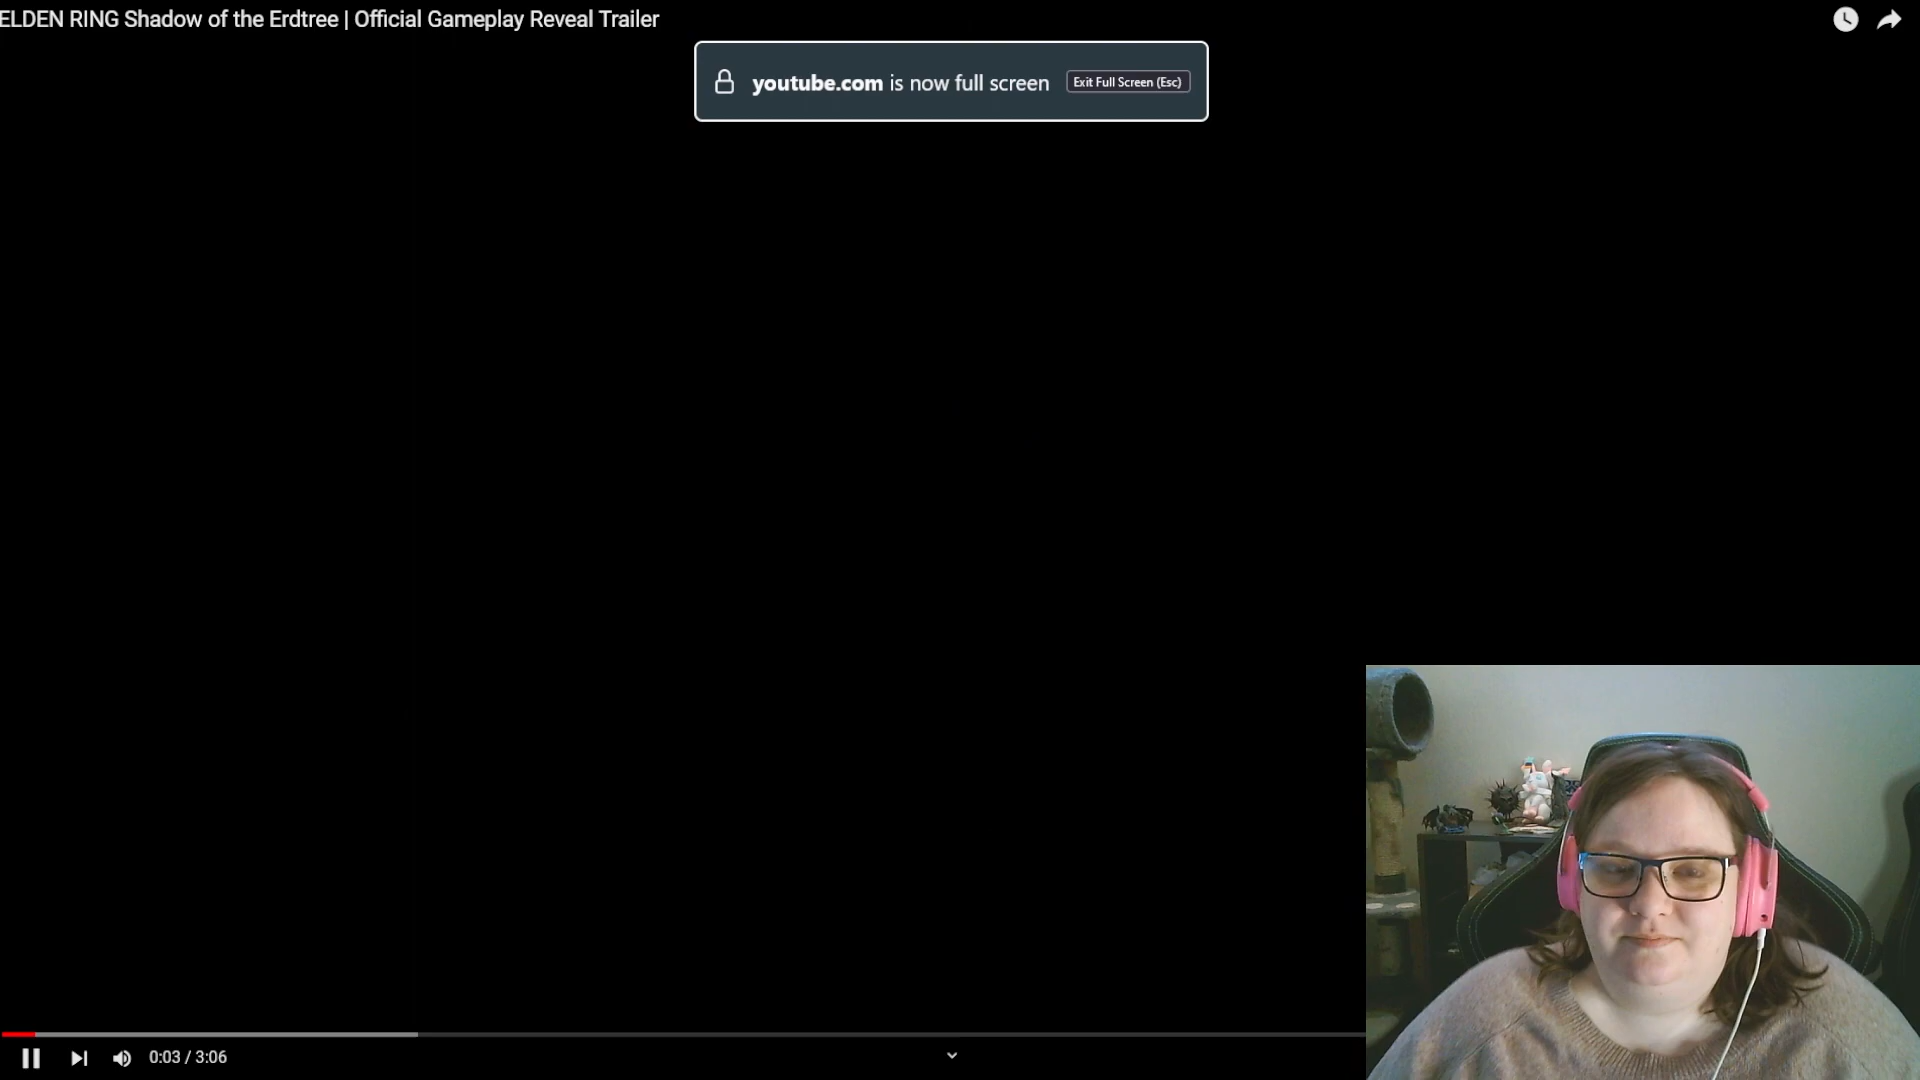 ELDEN RING Shadow of the Erdtree | Official Gameplay Reveal Trailer
youtube.com is now full screen Exit Full Screen (Esc)
0:03 / 3:06